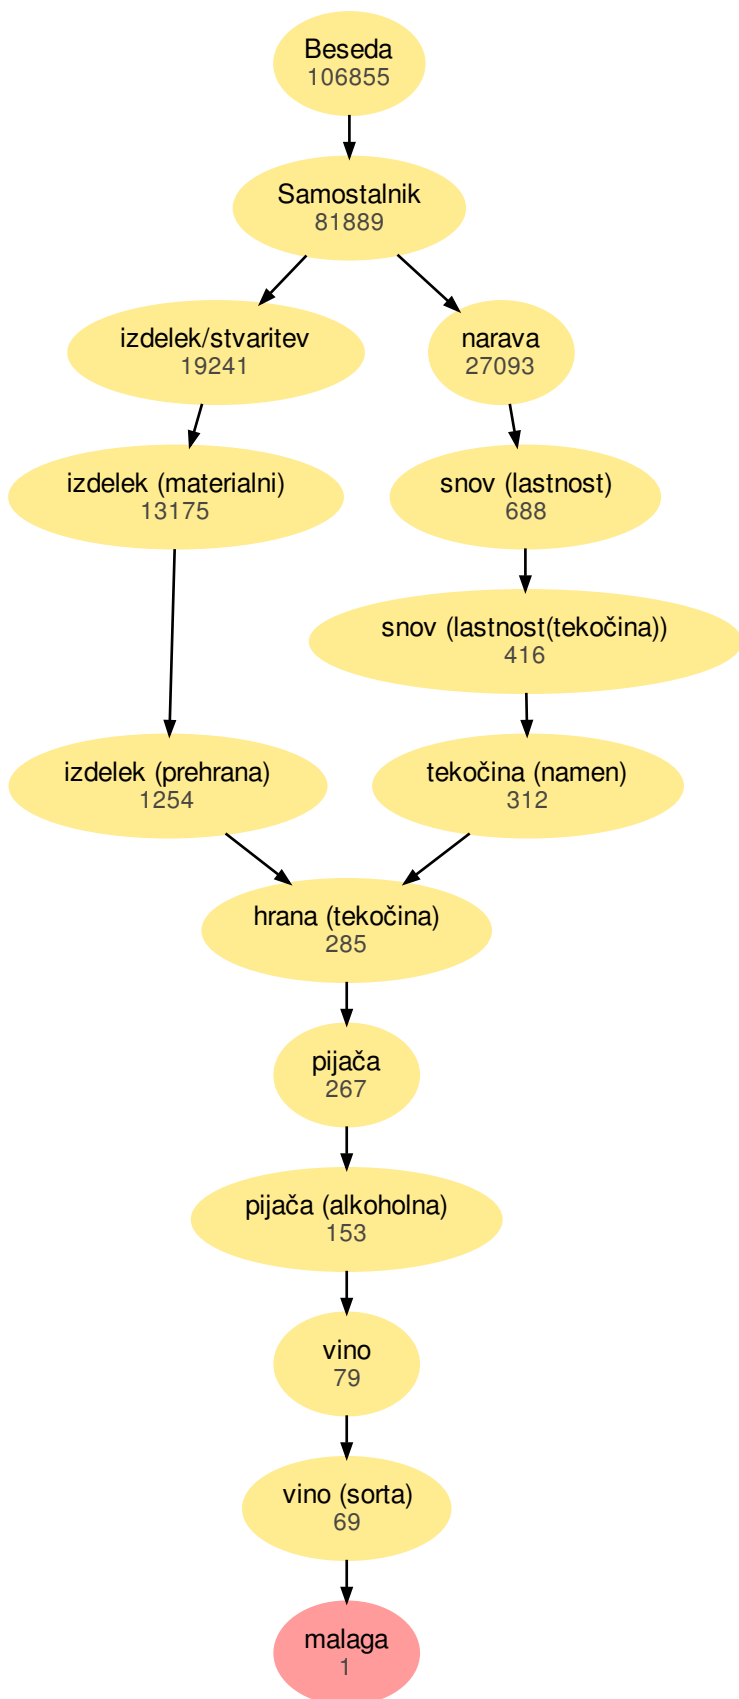 Beseda
106855
Samostalnik
81889
izdelek/stvaritev
19241
narava
27093
izdelek (materialni)
13175
snov (lastnost)
688
snov (lastnost(tekočina))
416
izdelek (prehrana)
1254
tekočina (namen)
312
hrana (tekočina)
285
pijača
267
pijača (alkoholna)
153
vino
79
vino (sorta)
69
malaga
1